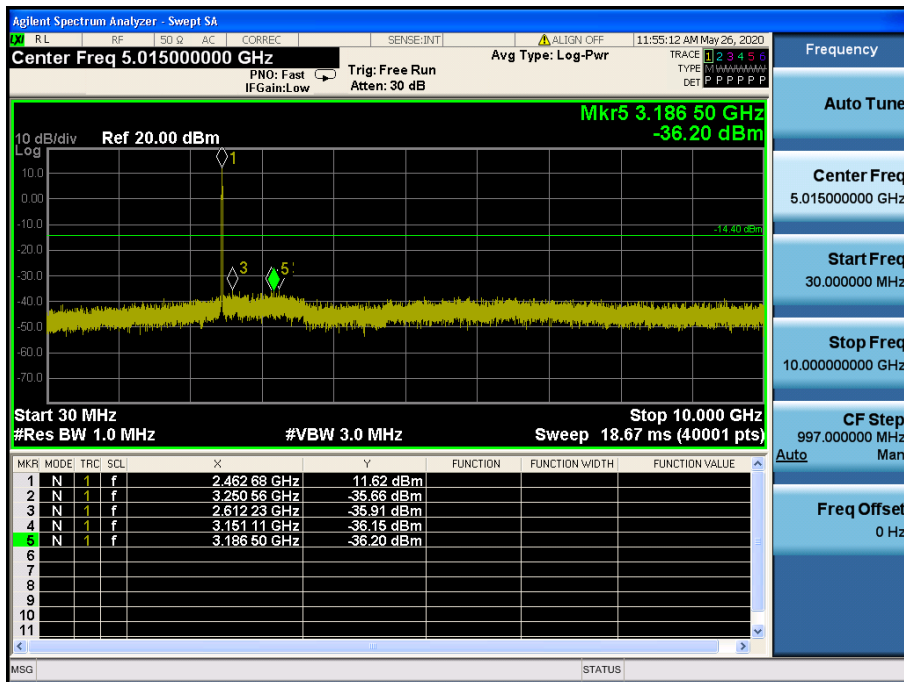 Agilent Spectrum Analyzer - Swept SA
LXI RL RF 50 Ω AC CORREC SENSE:INT ALIGN OFF 11:55:12 AM May 26, 2020
Center Freq 5.015000000 GHz
PNO: Fast
IFGain:Low
Trig: Free Run
Atten: 30 dB
Avg Type: Log-Pwr
TRACE 1 2 3 4 5 6
TYPE M WWWWW
DET P P P P P P
Mkr5 3.186 50 GHz
-36.20 dBm
10 dB/div Ref 20.00 dBm
Log
10.0
0.00
-10.0
-20.0
-30.0
-40.0
-50.0
-60.0
-70.0
1
3
5
-14.40 dBm
Start 30 MHz Stop 10.000 GHz
#Res BW 1.0 MHz #VBW 3.0 MHz Sweep 18.67 ms (40001 pts)
MKR MODE TRC SCL X Y FUNCTION FUNCTION WIDTH FUNCTION VALUE
1 N 1 f 2.462 68 GHz 11.62 dBm
2 N 1 f 3.250 56 GHz -35.66 dBm
3 N 1 f 2.612 23 GHz -35.91 dBm
4 N 1 f 3.151 11 GHz -36.15 dBm
5 N 1 f 3.186 50 GHz -36.20 dBm
6
7
8
9
10
11
MSG STATUS
Frequency
Auto Tune
Center Freq
5.015000000 GHz
Start Freq
30.000000 MHz
Stop Freq
10.000000000 GHz
CF Step
997.000000 MHz
Auto Man
Freq Offset
0 Hz